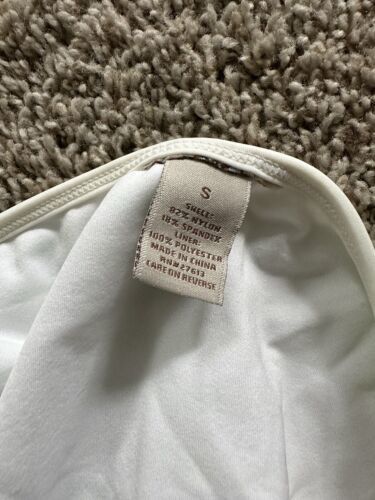 S
SHELL:
82% NYLON
18% SPANDEX
LINER:
100% POLYESTER
MADE IN CHINA
RN#27613
CARE ON REVERSE